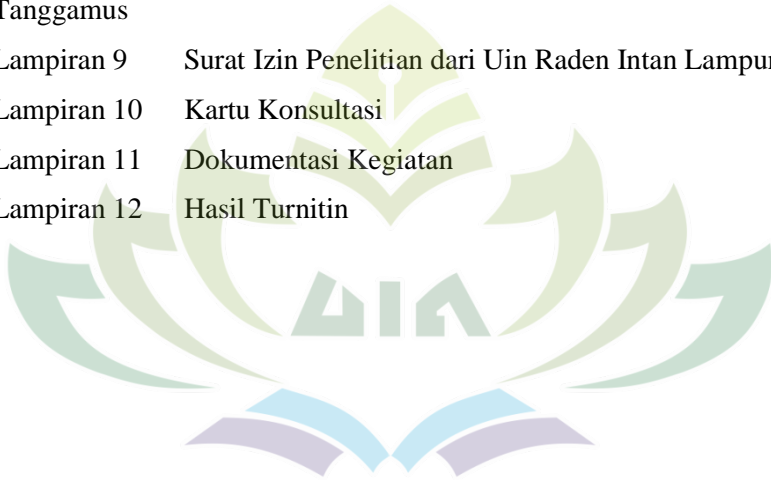 Tanggamus
Lampiran 9 Surat Izin Penelitian dari Uin Raden Intan
Lampiran 10 Kartu Konsultasi
Lampiran 11 Dokumentasi Kegiatan
Lampiran 12 Hasil Turnitin
UIN